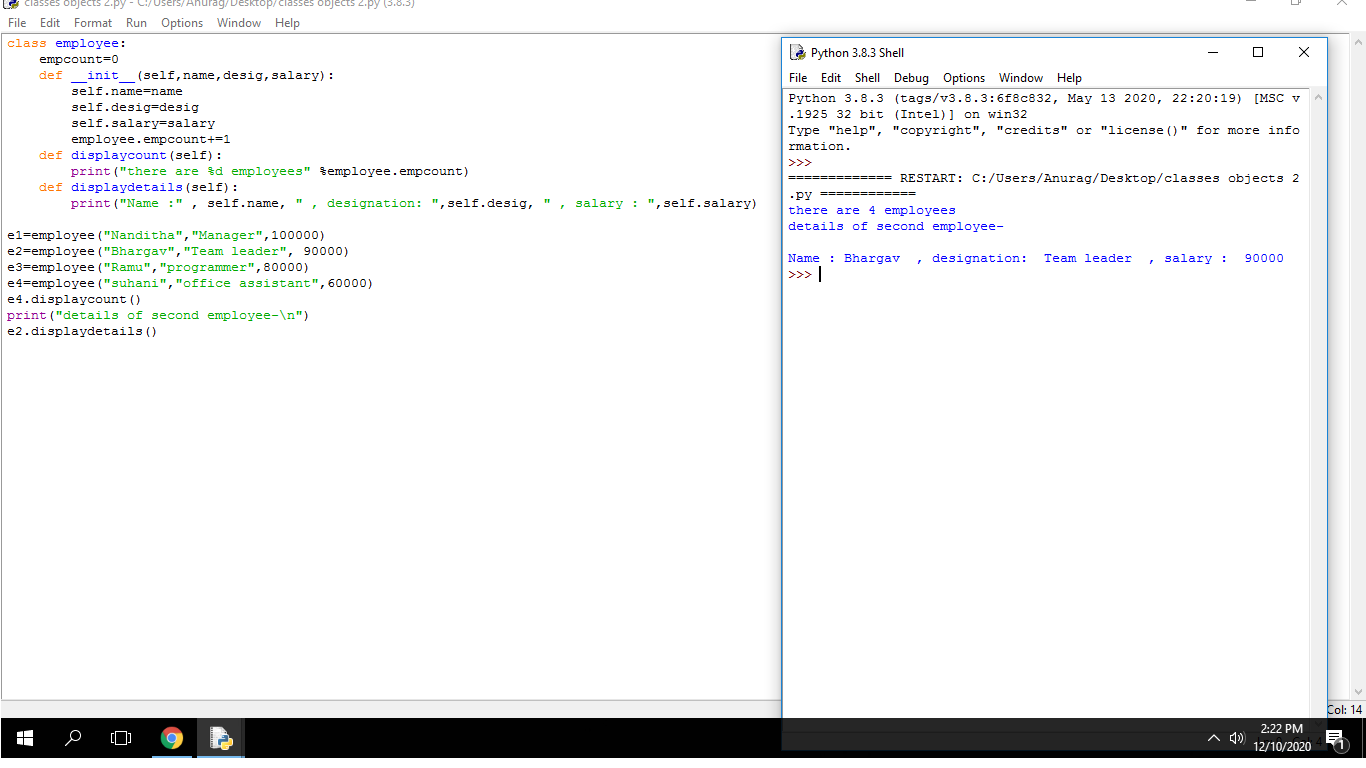 classes objects 2.py - C:/Users/Anurag/Desktop/classes objects 2.py (3.8.3)
File Edit Format Run Options Window Help
class employee:
    empcount=0
    def __init__(self,name,desig,salary):
        self.name=name
        self.desig=desig
        self.salary=salary
        employee.empcount+=1
    def displaycount(self):
        print("there are %d employees" %employee.empcount)
    def displaydetails(self):
        print("Name :" , self.name, " , designation: ",self.desig, " , salary : ",self.salary)

e1=employee("Nanditha","Manager",100000)
e2=employee("Bhargav","Team leader", 90000)
e3=employee("Ramu","programmer",80000)
e4=employee("suhani","office assistant",60000)
e4.displaycount()
print("details of second employee-\n")
e2.displaydetails()
Python 3.8.3 Shell
File Edit Shell Debug Options Window Help
Python 3.8.3 (tags/v3.8.3:6f8c832, May 13 2020, 22:20:19) [MSC v
.1925 32 bit (Intel)] on win32
Type "help", "copyright", "credits" or "license()" for more info
rmation.
>>>
============= RESTART: C:/Users/Anurag/Desktop/classes objects 2
.py ============
there are 4 employees
details of second employee-

Name : Bhargav  , designation:  Team leader  , salary :  90000
>>>
Col: 14
2:22 PM
12/10/2020
1